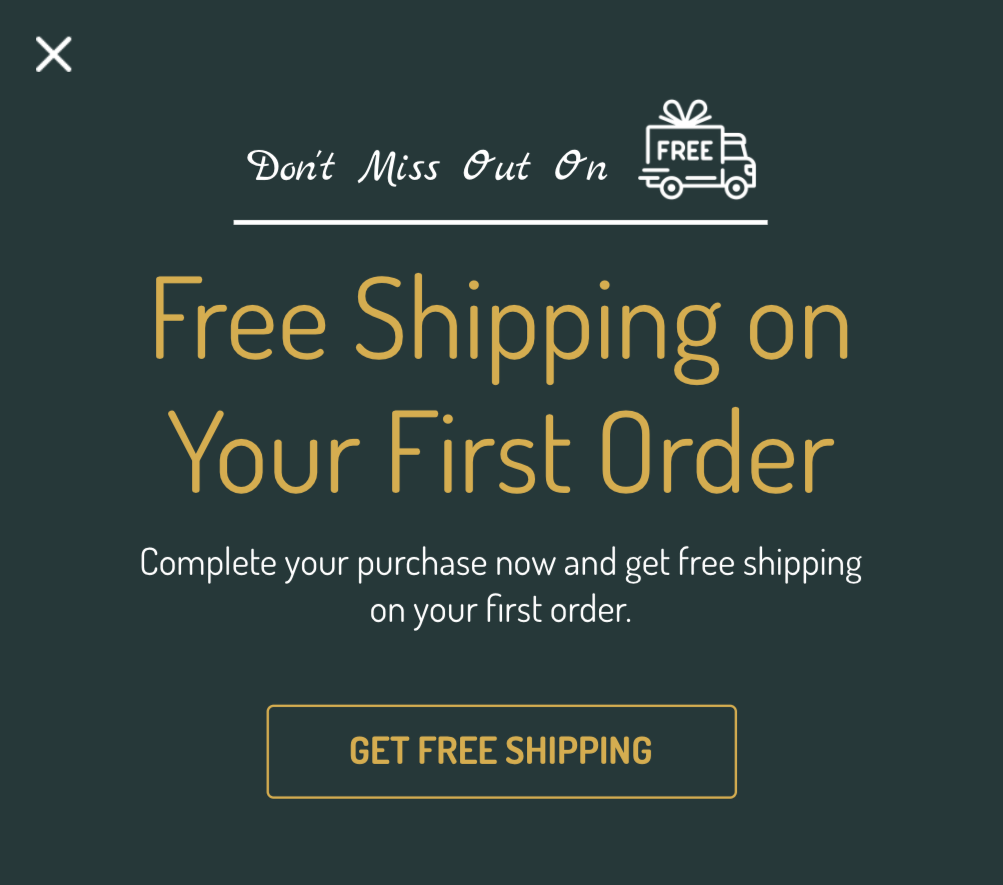 Don't Miss Out On
FREE
Free Shipping on
Your First Order
Complete your purchase now and get free shipping
on your first order.
GET FREE SHIPPING